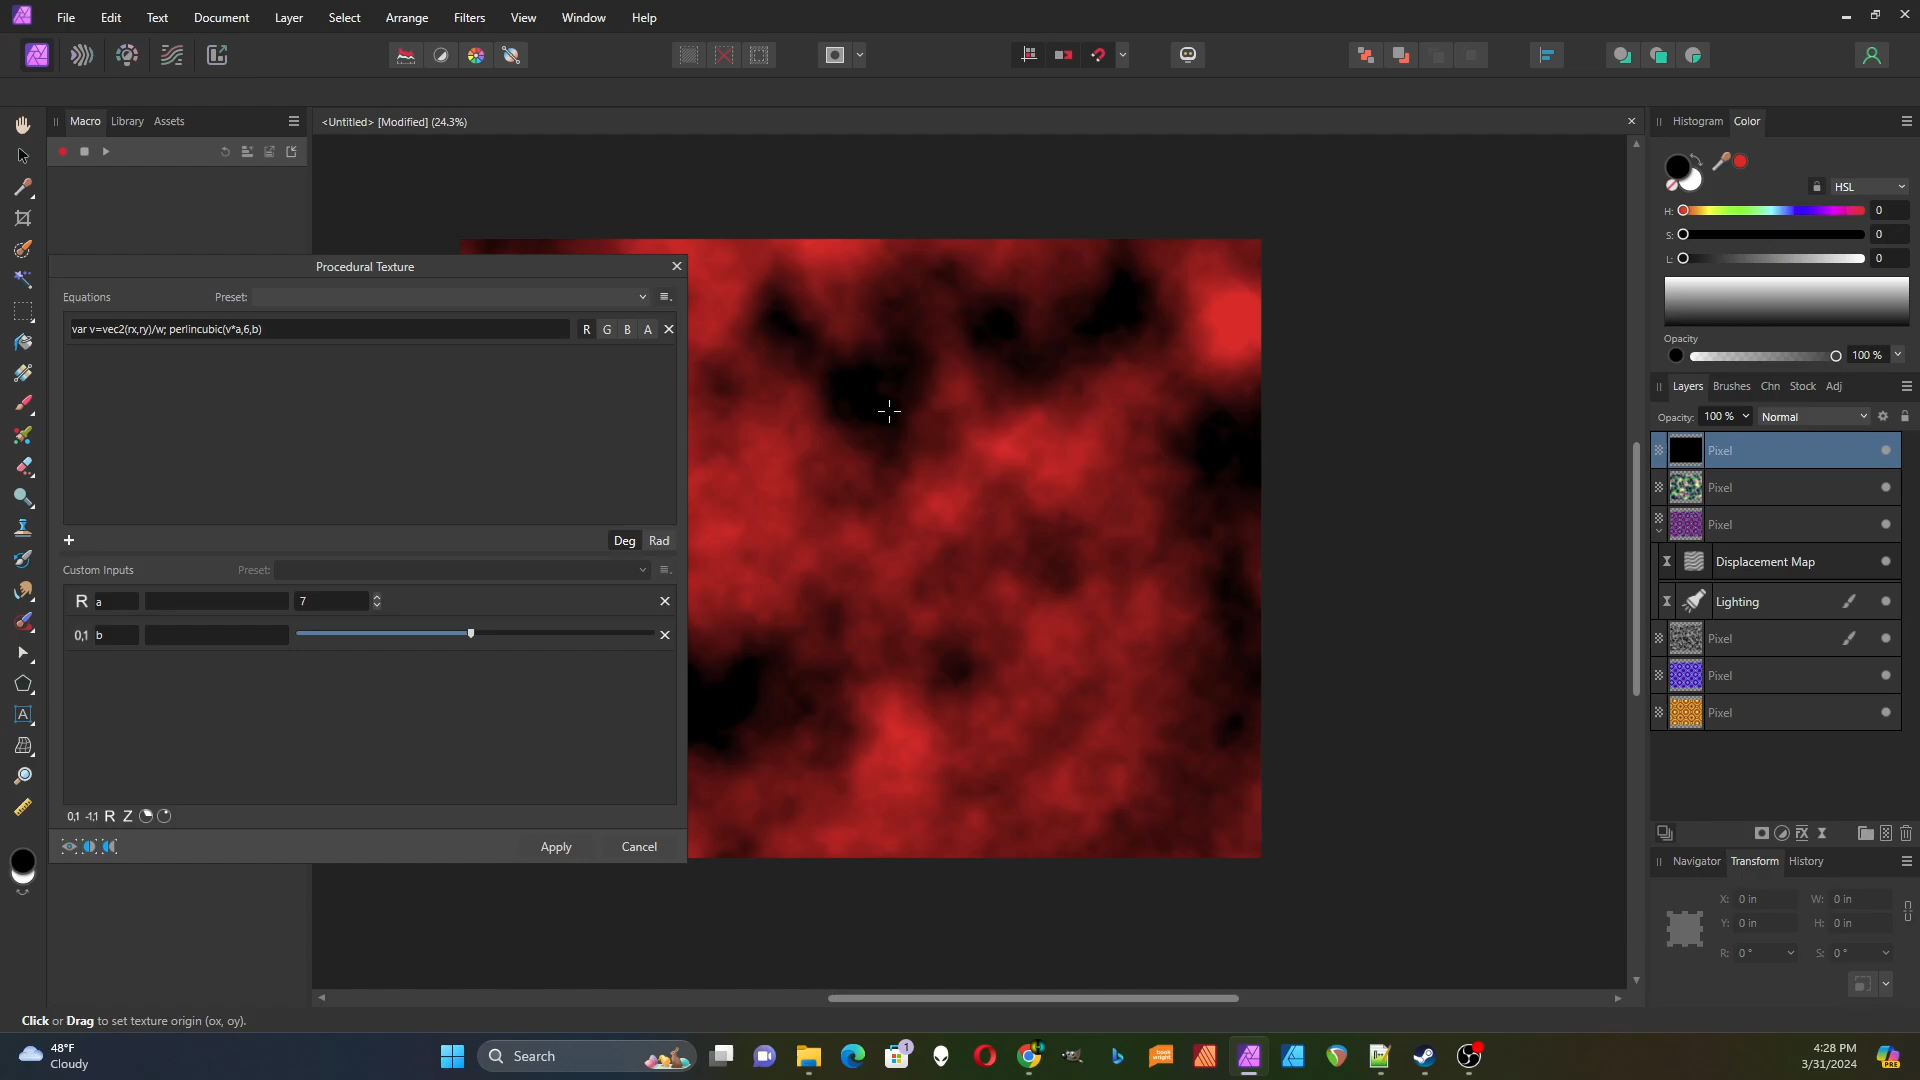 File Edit Text Document Layer Select Arrange Filters View Window Help
Macro Library Assets
<Untitled> [Modified] (24.3%)
Histogram Color
HSL
H: 0
S: 0
L: 0
Opacity
100 %
Procedural Texture
Equations Preset:
var v=vec2(rx,ry)/w; perlincubic(v*a,6,b) R G B A
Deg Rad
Custom Inputs Preset:
R a 7
0,1 b
0,1 -1,1 R Z
Apply Cancel
Layers Brushes Chn Stock Adj
Opacity: 100 % Normal
Pixel
Pixel
Pixel
Displacement Map
Lighting
Pixel
Pixel
Pixel
Navigator Transform History
X: 0 in W: 0 in
Y: 0 in H: 0 in
R: 0 ° S: 0 °
Click or Drag to set texture origin (ox, oy).
48°F
Cloudy
Search
1
4:28 PM
3/31/2024
PRE